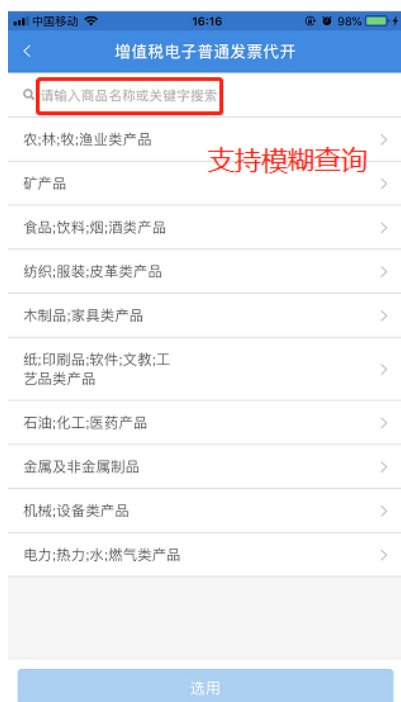 中国移动 16:16 98%
增值税电子普通发票代开
请输入商品名称或关键字搜索
农;林;牧;渔业类产品
支持模糊查询
矿产品
食品;饮料;烟;酒类产品
纺织;服装;皮革类产品
木制品;家具类产品
纸;印刷品;软件;文教;工
艺品类产品
石油;化工;医药产品
金属及非金属制品
机械;设备类产品
电力;热力;水;燃气类产品
选用